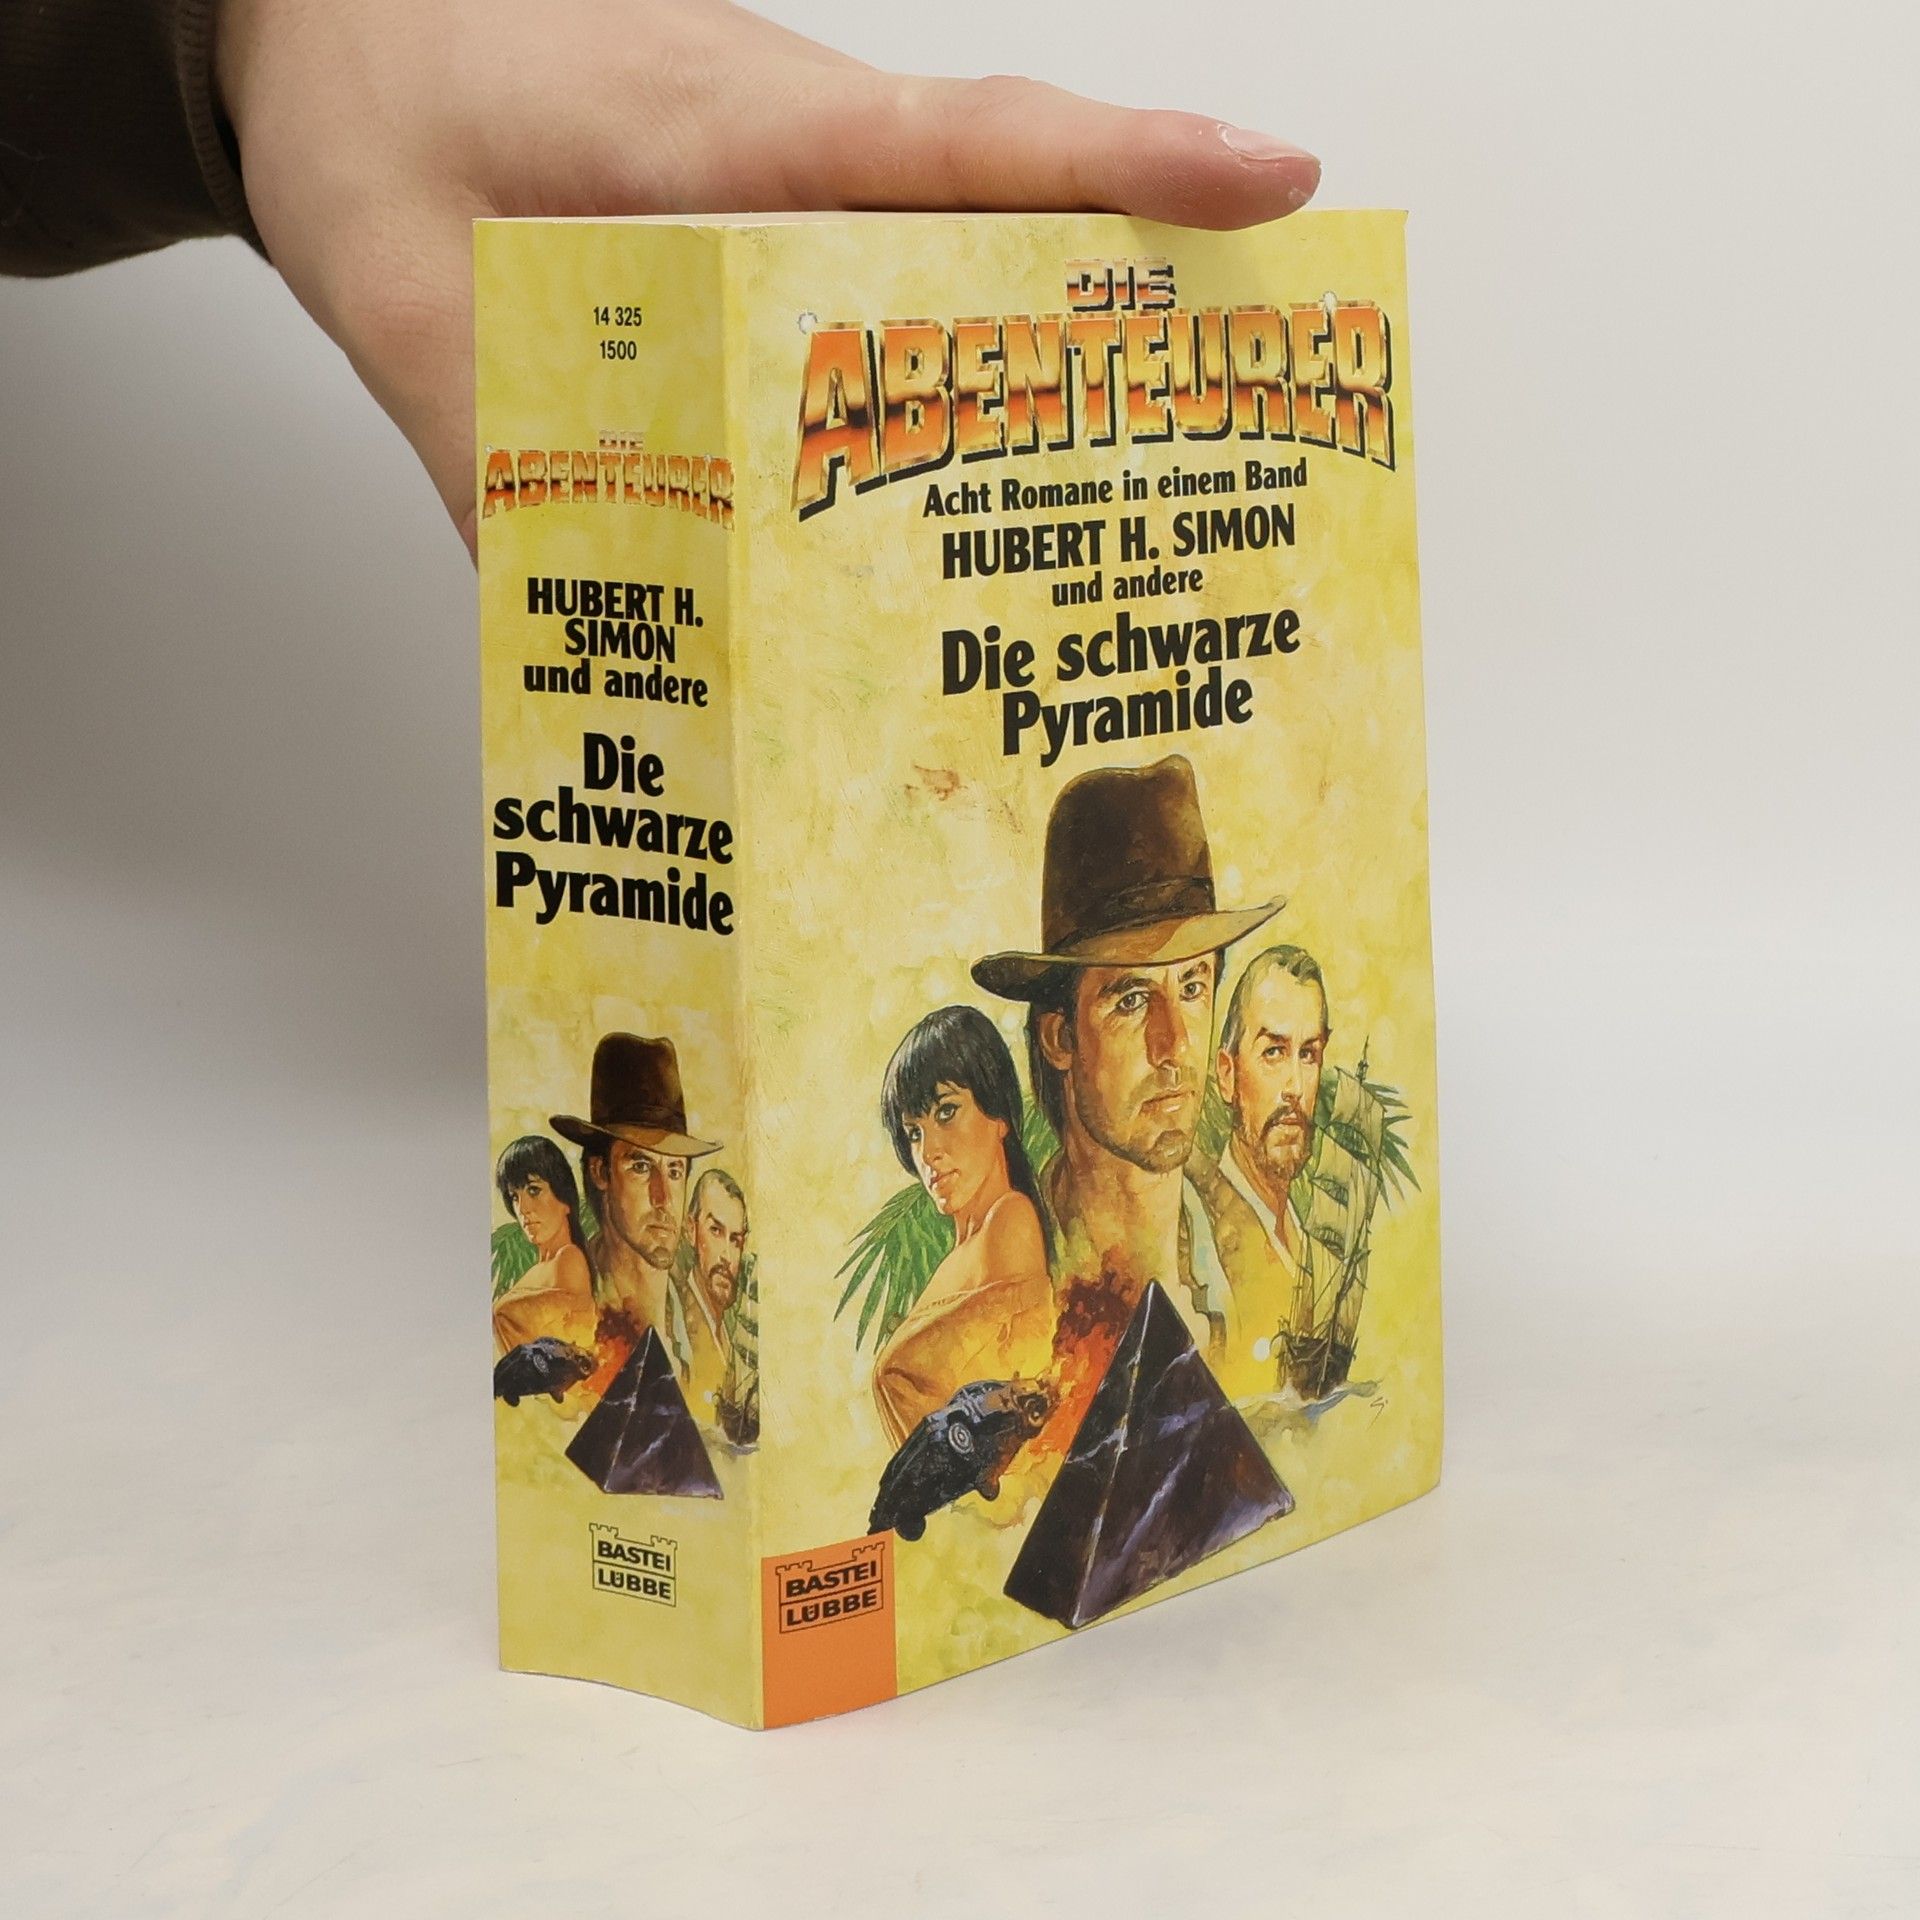 14 325
1500
DIE
ABENTEURER
HUBERT H.
SIMON
und andere
Die
schwarze
Pyramide
BASTEI
LÜBBE
DIE
ABENTEURER
Acht Romane in einem Band
HUBERT H. SIMON
und andere
Die schwarze
Pyramide
BASTEI
LÜBBE